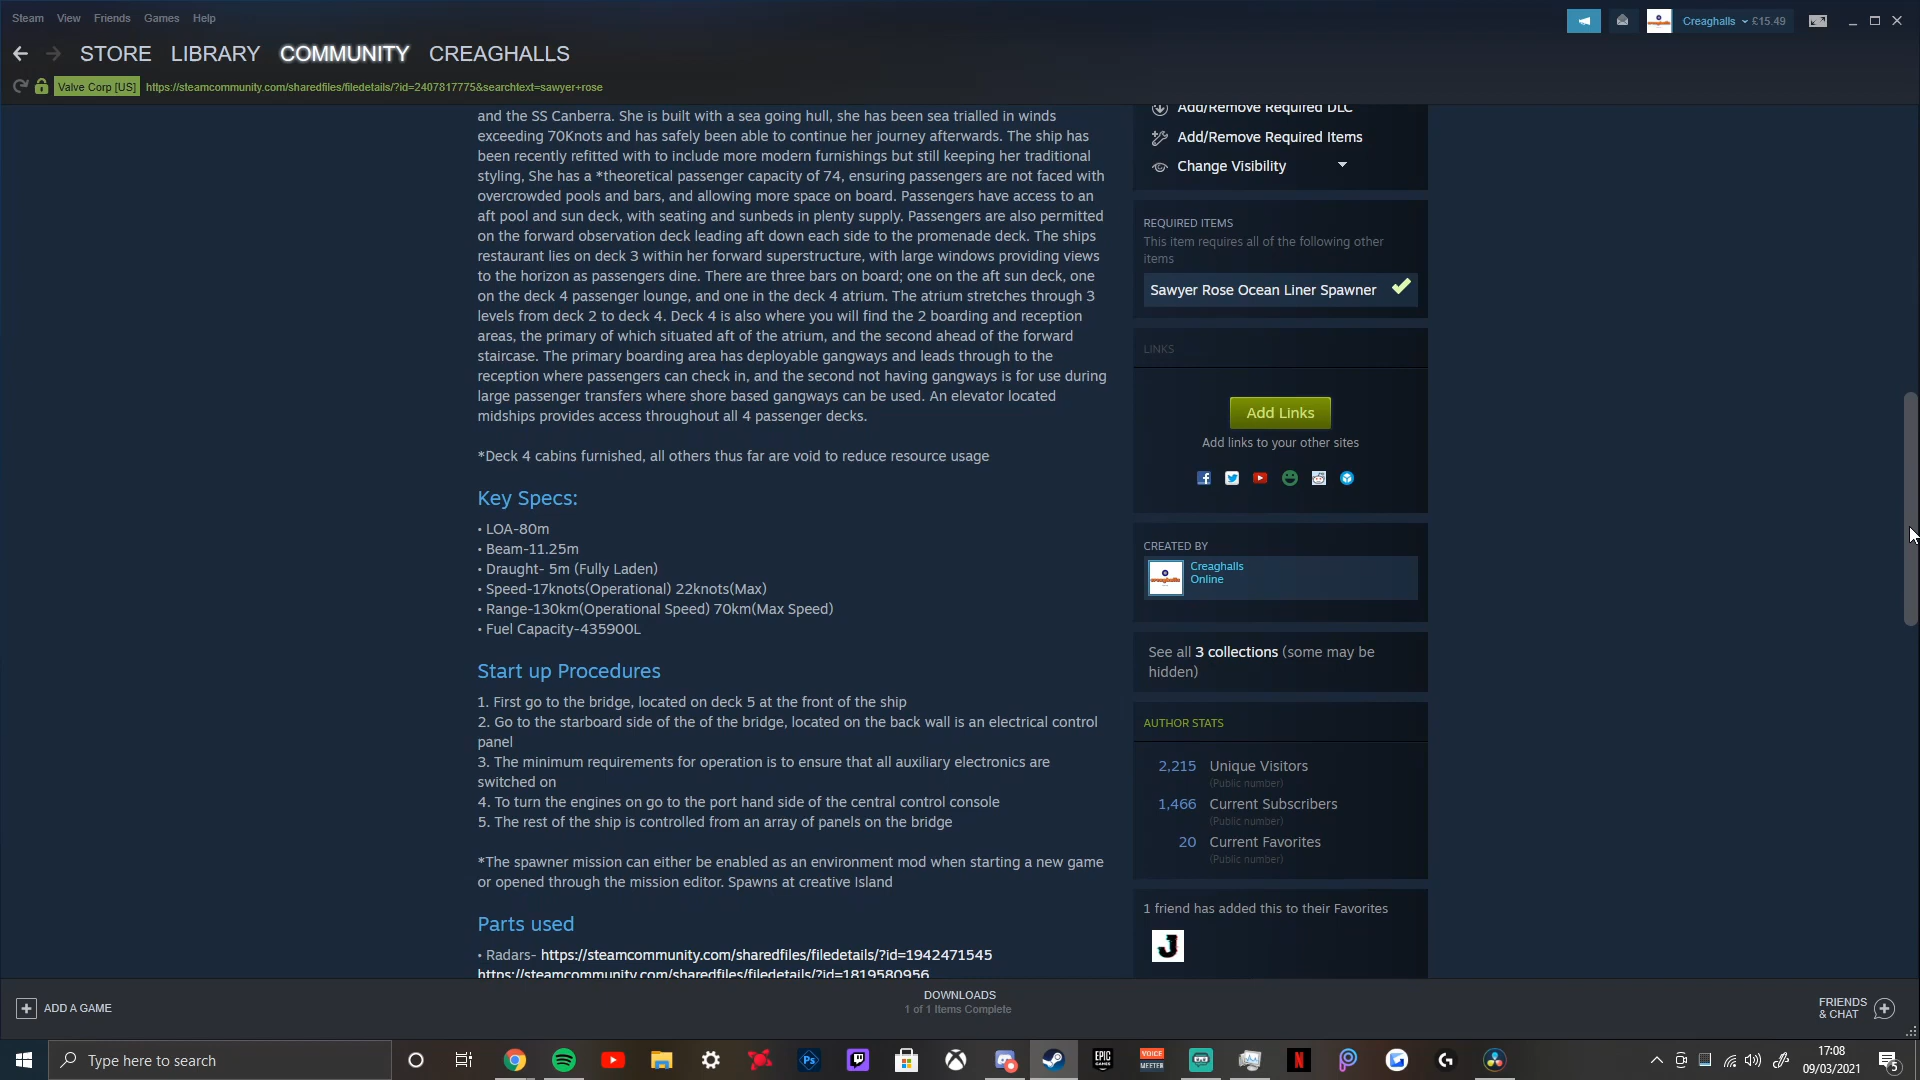 Steam View Friends Games Help
Creaghalls £15.49
STORE LIBRARY COMMUNITY CREAGHALLS
Valve Corp [US] https://steamcommunity.com/sharedfiles/filedetails/?id=2407817775&searchtext=sawyer+rose
and the SS Canberra. She is built with a sea going hull, she has been sea trialled in winds
exceeding 70Knots and has safely been able to continue her journey afterwards. The ship has
been recently refitted with to include more modern furnishings but still keeping her traditional
styling, She has a *theoretical passenger capacity of 74, ensuring passengers are not faced with
overcrowded pools and bars, and allowing more space on board. Passengers have access to an
aft pool and sun deck, with seating and sunbeds in plenty supply. Passengers are also permitted
on the forward observation deck leading aft down each side to the promenade deck. The ships
restaurant lies on deck 3 within her forward superstructure, with large windows providing views
to the horizon as passengers dine. There are three bars on board; one on the aft sun deck, one
on the deck 4 passenger lounge, and one in the deck 4 atrium. The atrium stretches through 3
levels from deck 2 to deck 4. Deck 4 is also where you will find the 2 boarding and reception
areas, the primary of which situated aft of the atrium, and the second ahead of the forward
staircase. The primary boarding area has deployable gangways and leads through to the
reception where passengers can check in, and the second not having gangways is for use during
large passenger transfers where shore based gangways can be used. An elevator located
midships provides access throughout all 4 passenger decks.
*Deck 4 cabins furnished, all others thus far are void to reduce resource usage
Key Specs:
• LOA-80m
• Beam-11.25m
• Draught- 5m (Fully Laden)
• Speed-17knots(Operational) 22knots(Max)
• Range-130km(Operational Speed) 70km(Max Speed)
• Fuel Capacity-435900L
Start up Procedures
1. First go to the bridge, located on deck 5 at the front of the ship
2. Go to the starboard side of the of the bridge, located on the back wall is an electrical control
panel
3. The minimum requirements for operation is to ensure that all auxiliary electronics are
switched on
4. To turn the engines on go to the port hand side of the central control console
5. The rest of the ship is controlled from an array of panels on the bridge
*The spawner mission can either be enabled as an environment mod when starting a new game
or opened through the mission editor. Spawns at creative Island
Parts used
• Radars- https://steamcommunity.com/sharedfiles/filedetails/?id=1942471545
https://steamcommunity.com/sharedfiles/filedetails/?id=1819580956
Add/Remove Required DLC
Add/Remove Required Items
Change Visibility
REQUIRED ITEMS
This item requires all of the following other
items
Sawyer Rose Ocean Liner Spawner
LINKS
Add Links
Add links to your other sites
CREATED BY
Creaghalls
Online
See all 3 collections (some may be
hidden)
AUTHOR STATS
2,215 Unique Visitors
(Public number)
1,466 Current Subscribers
(Public number)
20 Current Favorites
(Public number)
1 friend has added this to their Favorites
J
ADD A GAME
DOWNLOADS
1 of 1 Items Complete
FRIENDS
& CHAT
Type here to search
Ps
EPIC
GAMES
VOICE
MEETER
N
17:08
09/03/2021
5